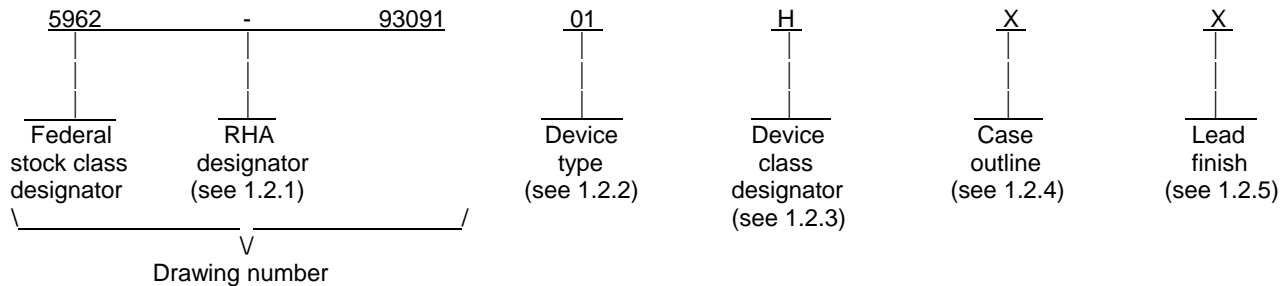 5962 - 93091 01 H X X
Federal RHA Device Device Case Lead
stock class designator type class outline finish
designator (see 1.2.1) (see 1.2.2) designator (see 1.2.4) (see 1.2.5)
(see 1.2.3)
Drawing number